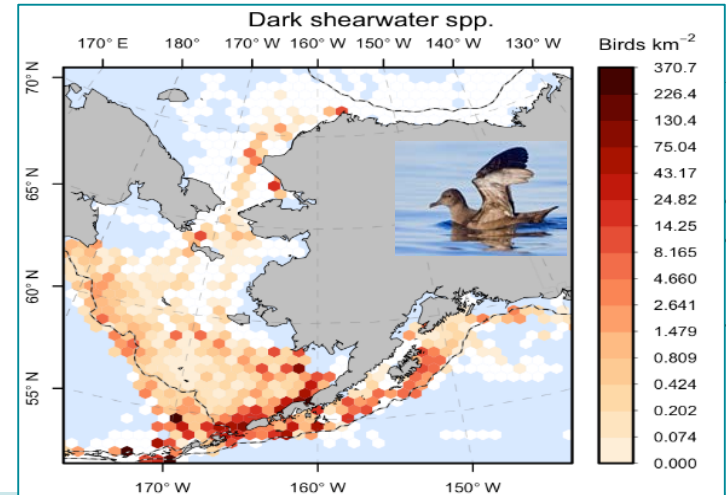 Dark shearwater spp.
170° E 180° 170° W 160° W 150° W 140° W 130° W
Birds km⁻²
70° N
65° N
60° N
55° N
370.7
226.4
130.4
75.04
43.17
24.82
14.25
8.165
4.660
2.641
1.479
0.809
0.424
0.202
0.074
0.000
170° W 160° W 150° W